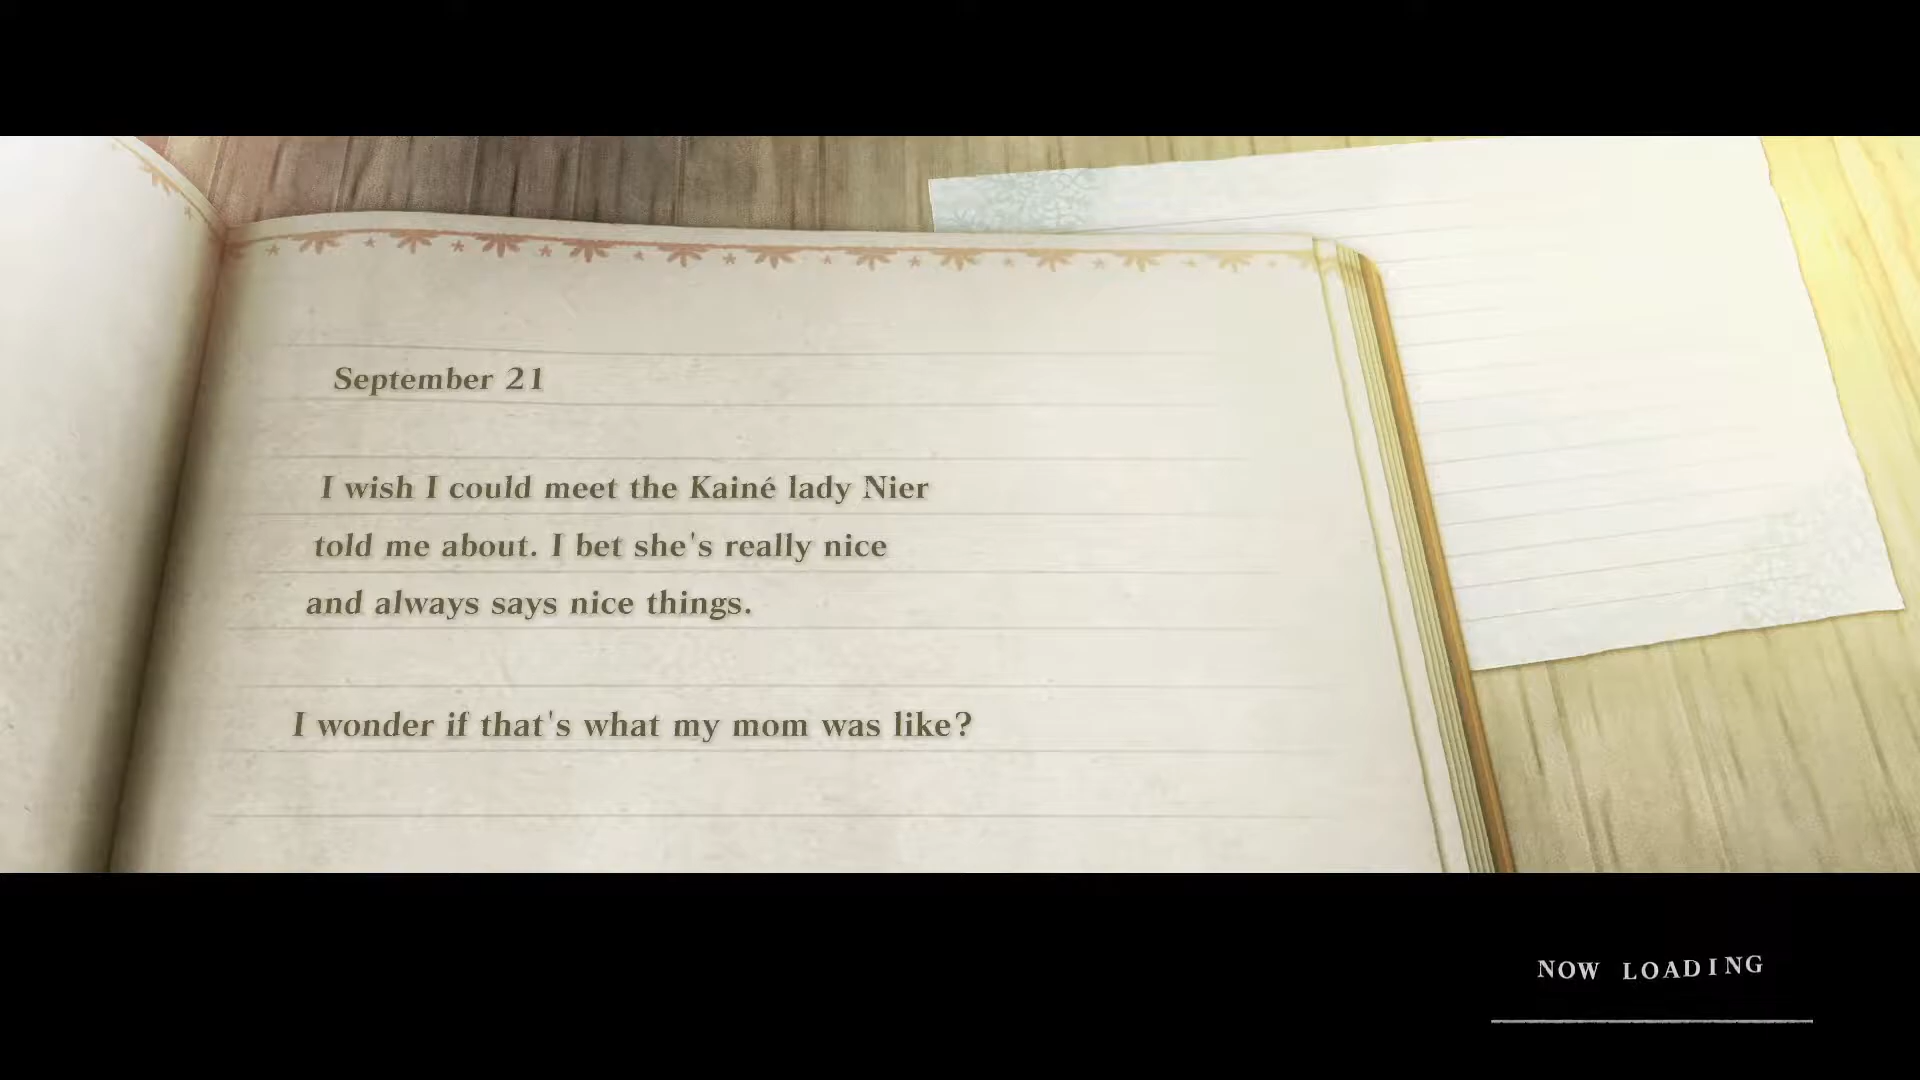 September 21
I wish I could meet the Kainé lady Nier
told me about. I bet she's really nice
and always says nice things.
I wonder if that's what my mom was like?
NOW LOADING